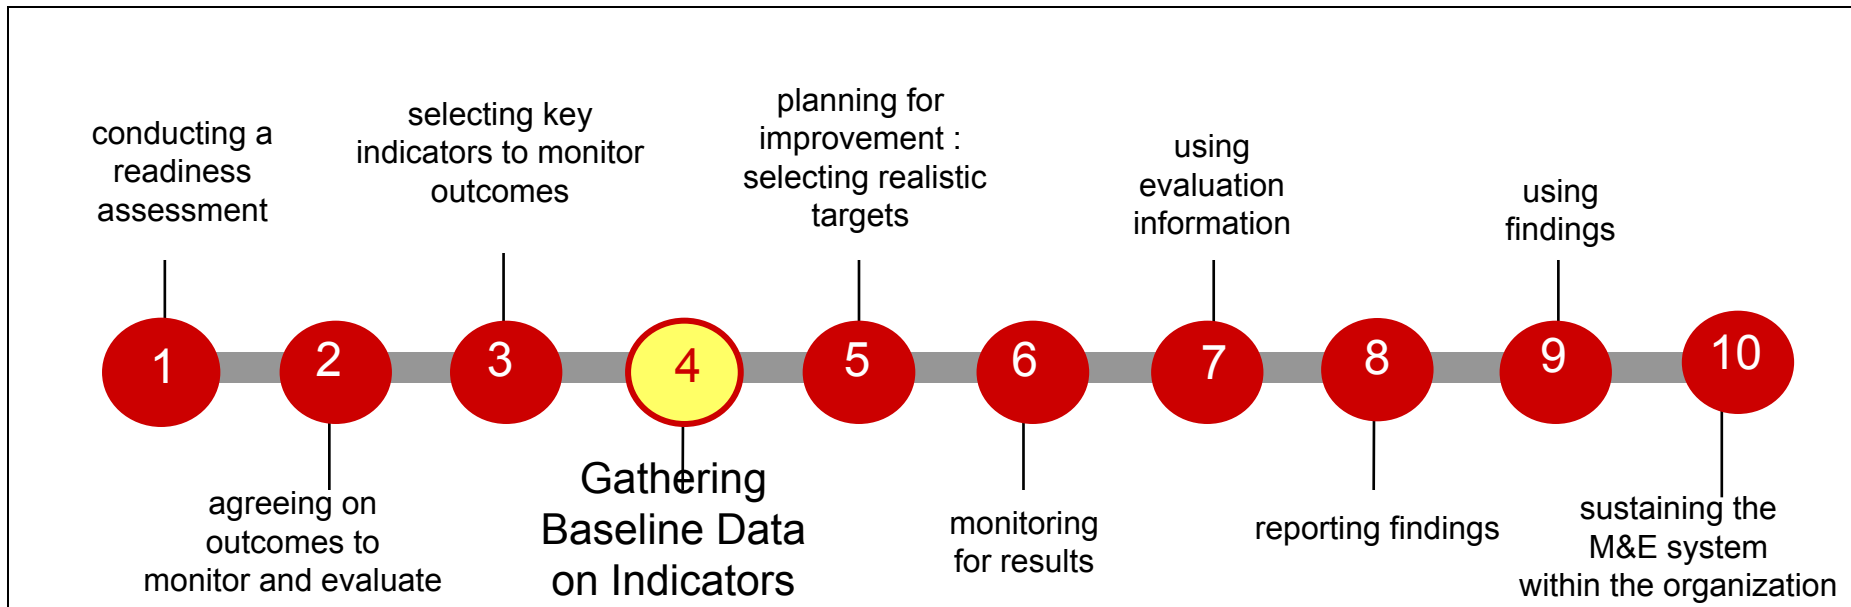 conducting a
readiness
assessment
1
2
agreeing on
outcomes to
monitor and evaluate
selecting key
indicators to monitor
outcomes
3
4
Gathering
Baseline Data
on Indicators
planning for
improvement :
selecting realistic
targets
5
6
monitoring
for results
using
evaluation
information
7
8
reporting findings
using
findings
9
10
sustaining the
M&E system
within the organization